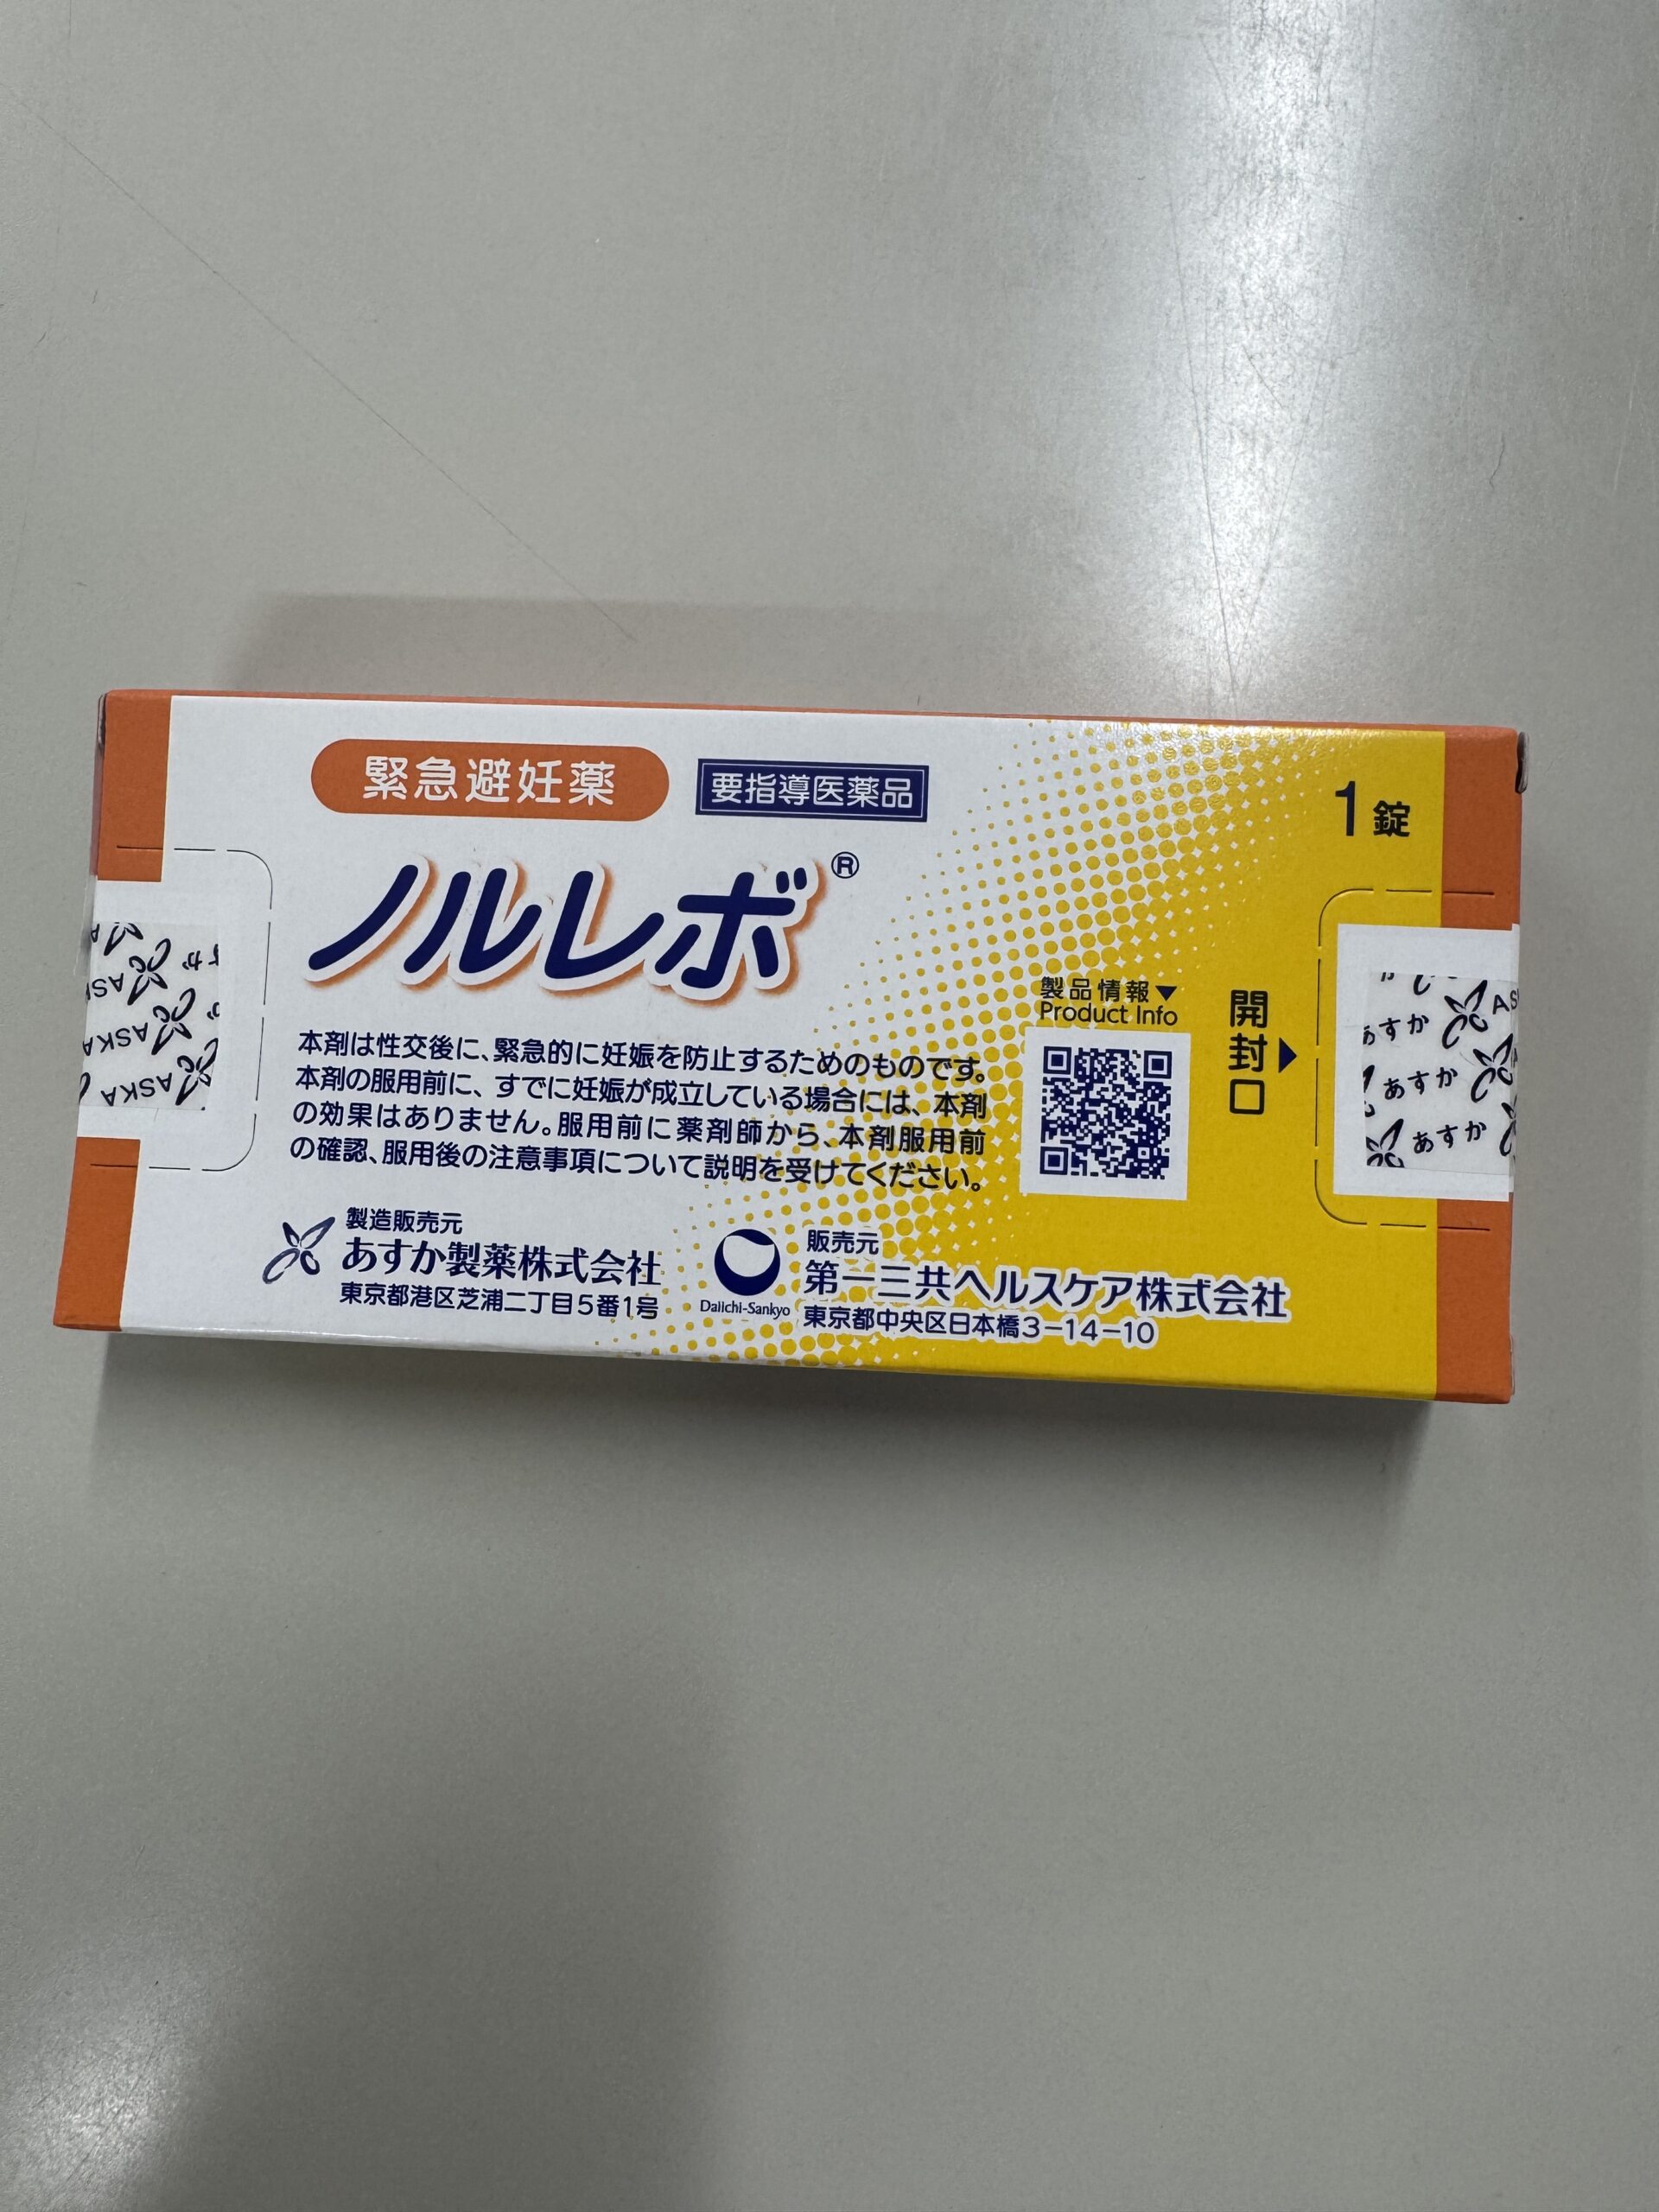 緊急避妊薬
要指導医薬品
1錠
ノルレボ®
製品情報▼
Product Info
開封口▶
本剤は性交後に、緊急的に妊娠を防止するためのものです。
本剤の服用前に、すでに妊娠が成立している場合には、本剤
の効果はありません。服用前に薬剤師から、本剤服用前
の確認、服用後の注意事項について説明を受けてください。
製造販売元
あすか製薬株式会社
東京都港区芝浦二丁目5番1号
Daiichi-Sankyo
販売元
第一三共ヘルスケア株式会社
東京都中央区日本橋3-14-10
ASKA
ASKA
あすか
あすか
あすか